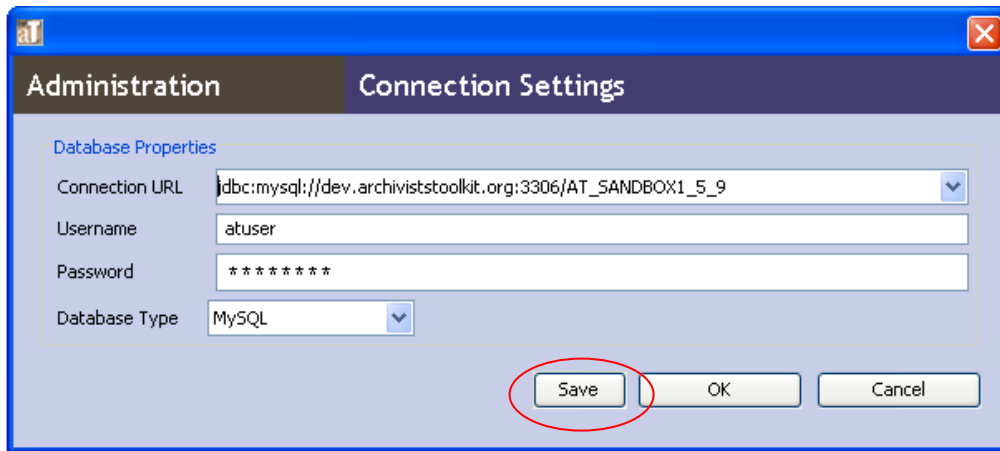 aT
Administration
Connection Settings
Database Properties
Connection URL
jdbc:mysql://dev.archiviststoolkit.org:3306/AT_SANDBOX1_5_9
Username
atuser
Password
********
Database Type
MySQL
Save
OK
Cancel